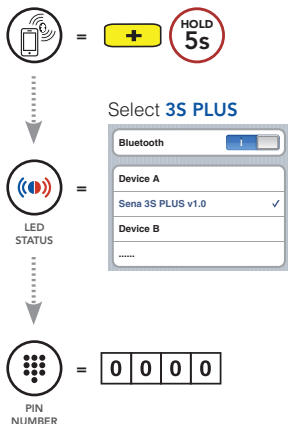 = + HOLD
5s
Select 3S PLUS
Bluetooth I
Device A
= Sena 3S PLUS v1.0 ✓
Device B
......
LED
STATUS
= 0 0 0 0
PIN
NUMBER